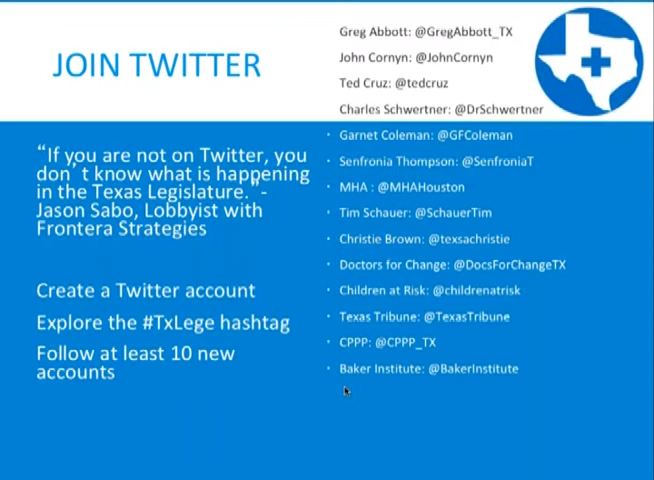 JOIN TWITTER
“If you are not on Twitter, you
don’t know what is happening
in the Texas Legislature.”-
Jason Sabo, Lobbyist with
Frontera Strategies
Create a Twitter account
Explore the #TxLege hashtag
Follow at least 10 new
accounts
Greg Abbott: @GregAbbott_TX
John Cornyn: @JohnCornyn
Ted Cruz: @tedcruz
Charles Schwertner: @DrSchwertner
· Garnet Coleman: @GFColeman
· Senfronia Thompson: @SenfroniaT
· MHA : @MHAHouston
· Tim Schauer: @SchauerTim
· Christie Brown: @texsachristie
· Doctors for Change: @DocsForChangeTX
· Children at Risk: @childrenatrisk
· Texas Tribune: @TexasTribune
· CPPP: @CPPP_TX
· Baker Institute: @BakerInstitute